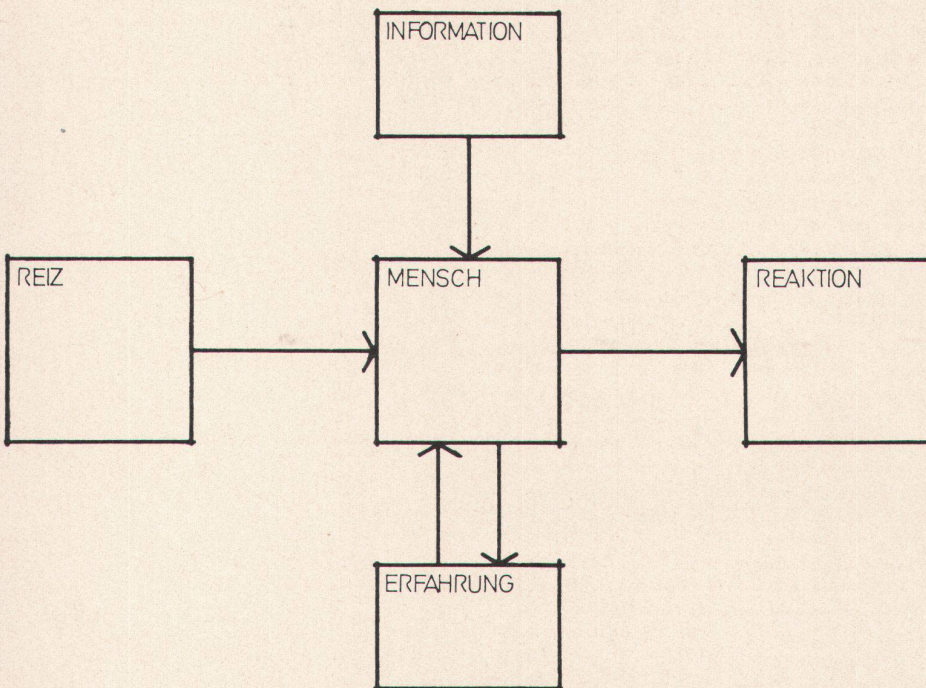 INFORMATION
REIZ
MENSCH
REAKTION
ERFAHRUNG